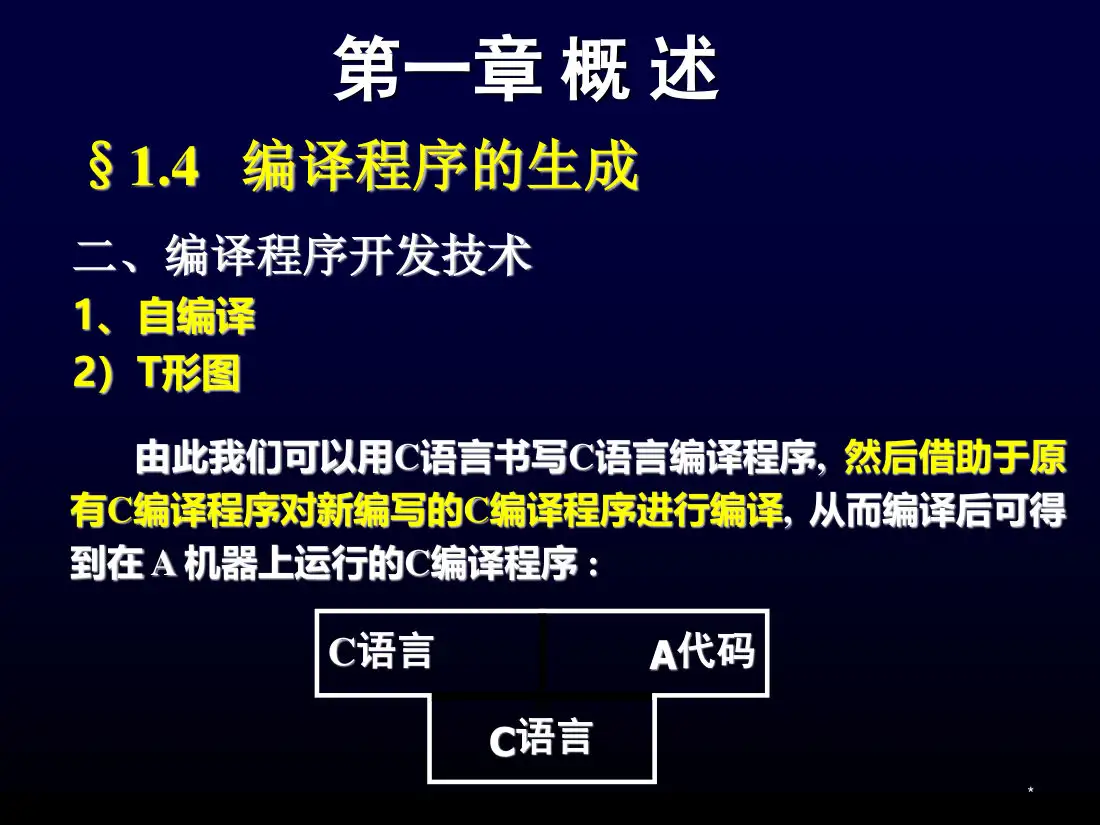 第一章 概 述
§1.4 编译程序的生成
二、编译程序开发技术
1、自编译
2）T形图
由此我们可以用C语言书写C语言编译程序, 然后借助于原
有C编译程序对新编写的C编译程序进行编译, 从而编译后可得
到在 A 机器上运行的C编译程序：
C语言 A代码
C语言
*